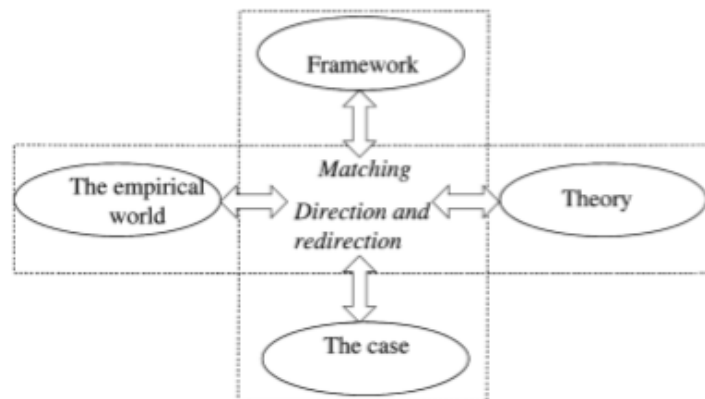 Framework
Matching
The empirical
world
Direction and
redirection
Theory
The case